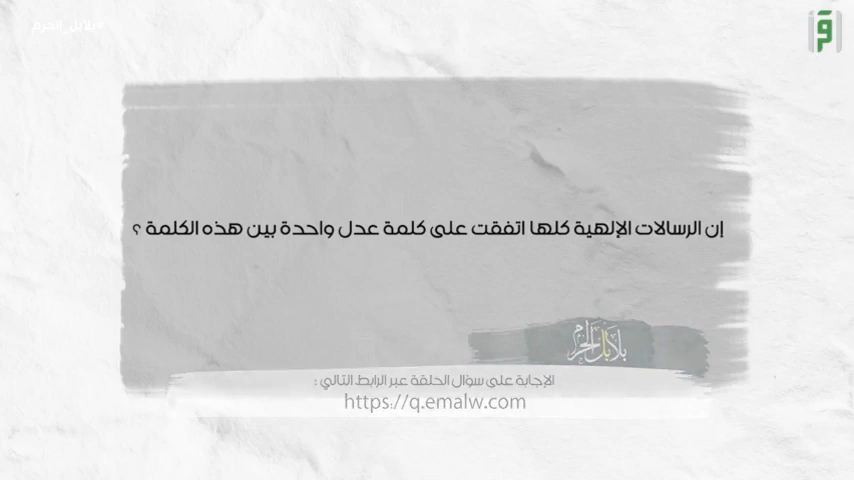 #بلابل_الحرم
إن الرسالات الإلهية كلها اتفقت على كلمة عدل واحدة بين هذه الكلمة ؟
بلابل الحرم
الإجابة على سؤال الحلقة عبر الرابط التالي :
https://q.emalw.com